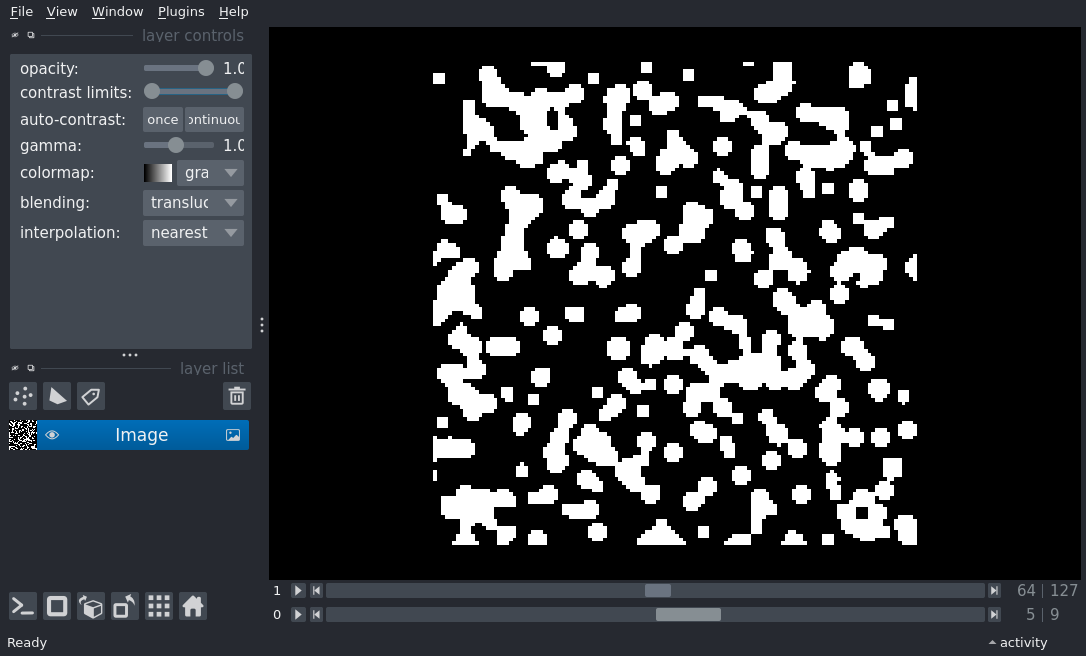 File View Window Plugins Help
layer controls
opacity: 1.0
contrast limits:
auto-contrast: once ontinuou
gamma: 1.0
colormap: gra
blending: transluc
interpolation: nearest
layer list
Image
1 64 | 127
0 5 | 9
Ready activity